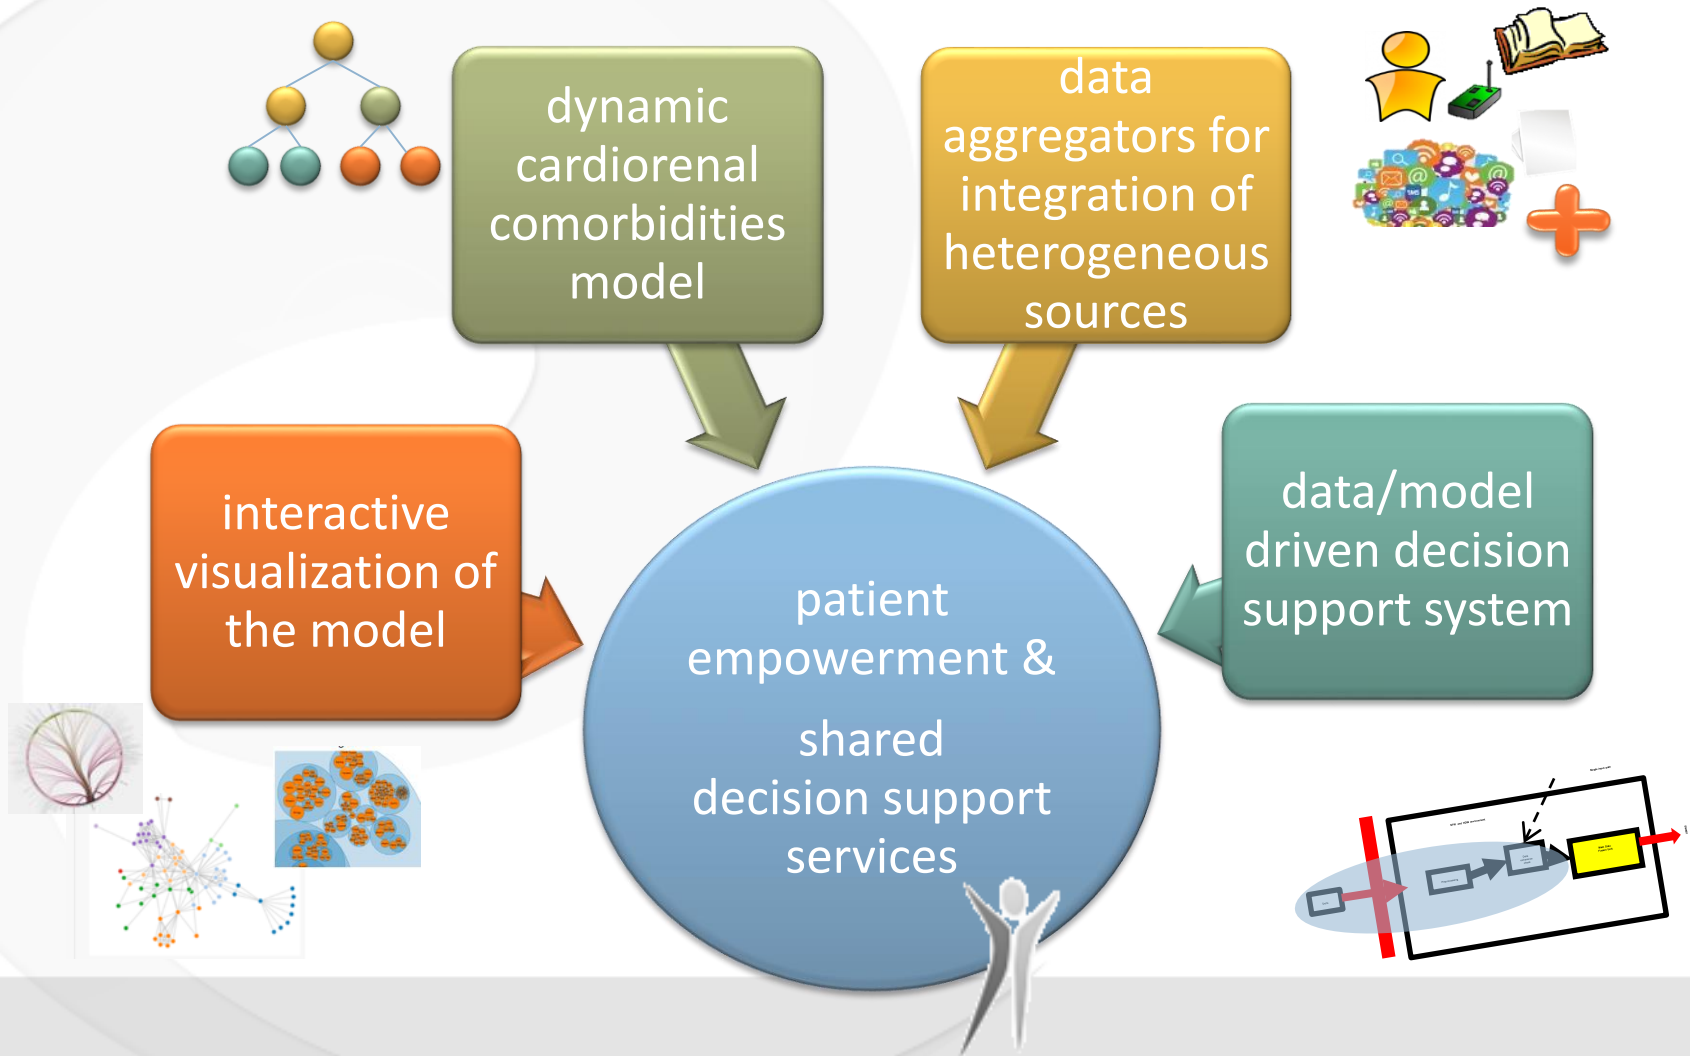 dynamic
cardiorenal
comorbidities
model
data
aggregators for
integration of
heterogeneous
sources
interactive
visualization of
the model
data/model
driven decision
support system
patient
empowerment &
shared
decision support
services